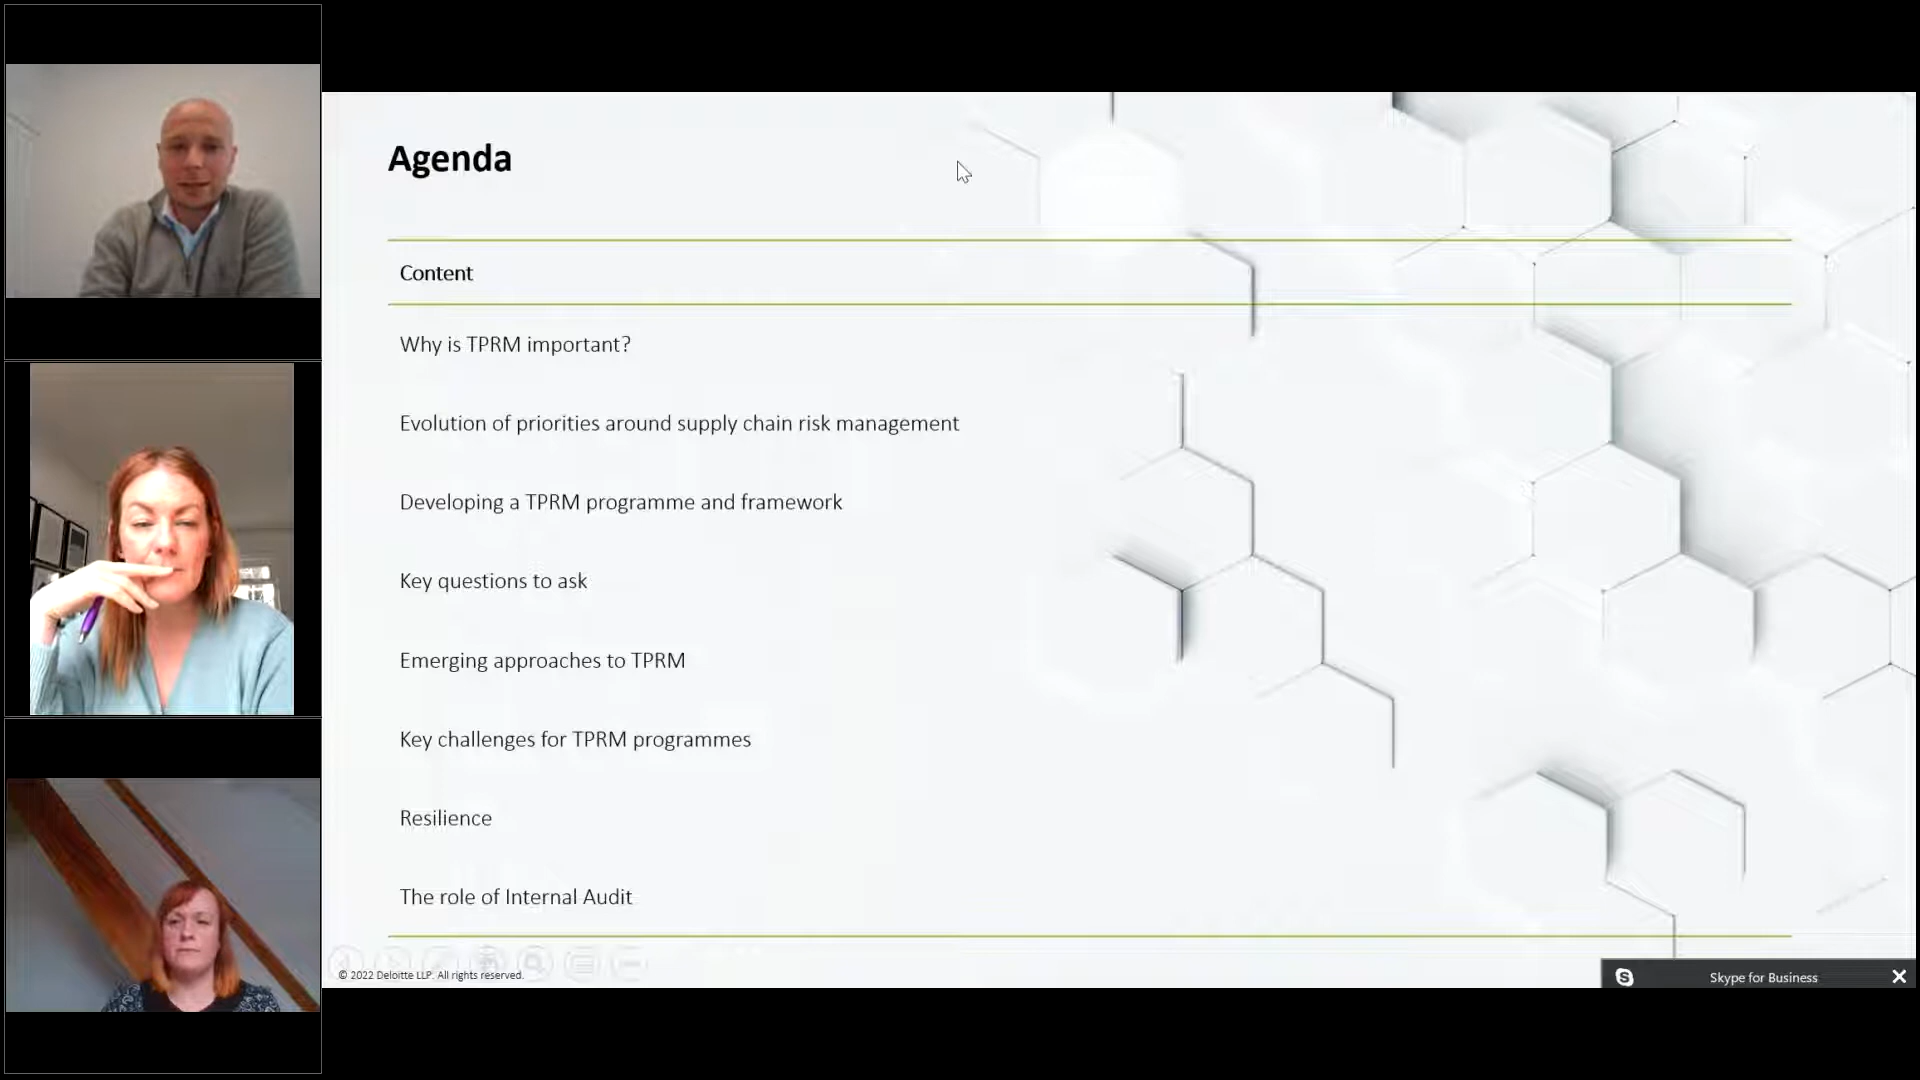 Agenda
Content
Why is TPRM important?
Evolution of priorities around supply chain risk management
Developing a TPRM programme and framework
Key questions to ask
Emerging approaches to TPRM
Key challenges for TPRM programmes
Resilience
The role of Internal Audit
© 2022 Deloitte LLP. All rights reserved.
Skype for Business